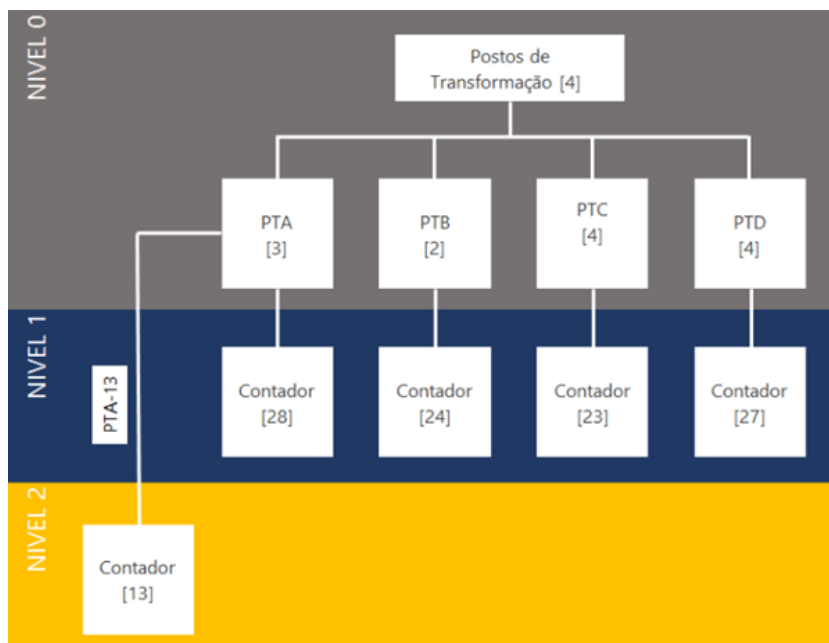 NIVEL 0
Postos de
Transformação [4]
PTA
[3]
PTB
[2]
PTC
[4]
PTD
[4]
NIVEL 1
PTA-13
Contador
[28]
Contador
[24]
Contador
[23]
Contador
[27]
NIVEL 2
Contador
[13]